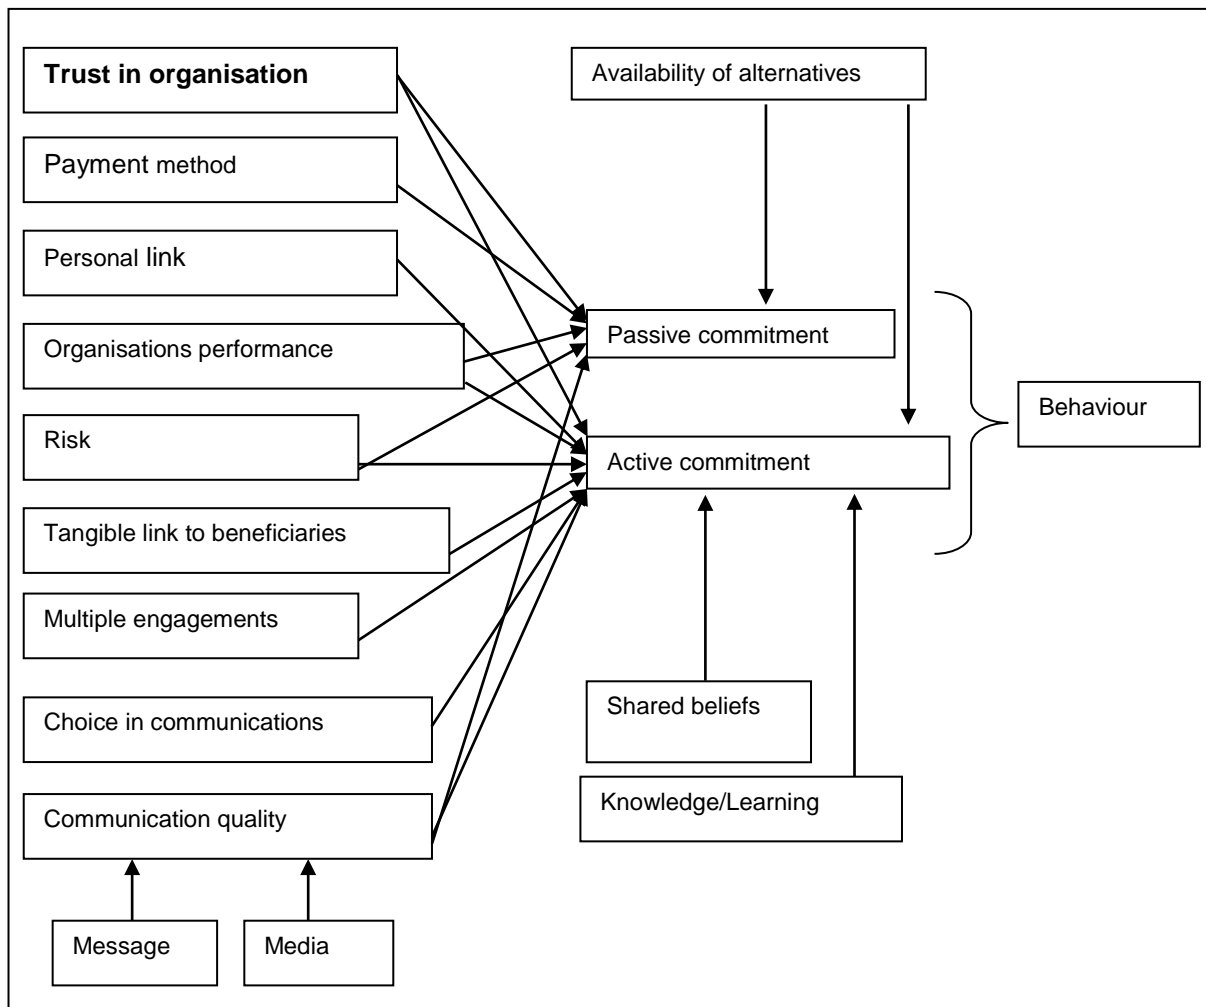 Trust in organisation
Availability of alternatives
Payment method
Personal link
Organisations performance
Passive commitment
Behaviour
Risk
Active commitment
Tangible link to beneficiaries
Multiple engagements
Choice in communications
Shared beliefs
Communication quality
Knowledge/Learning
Message
Media